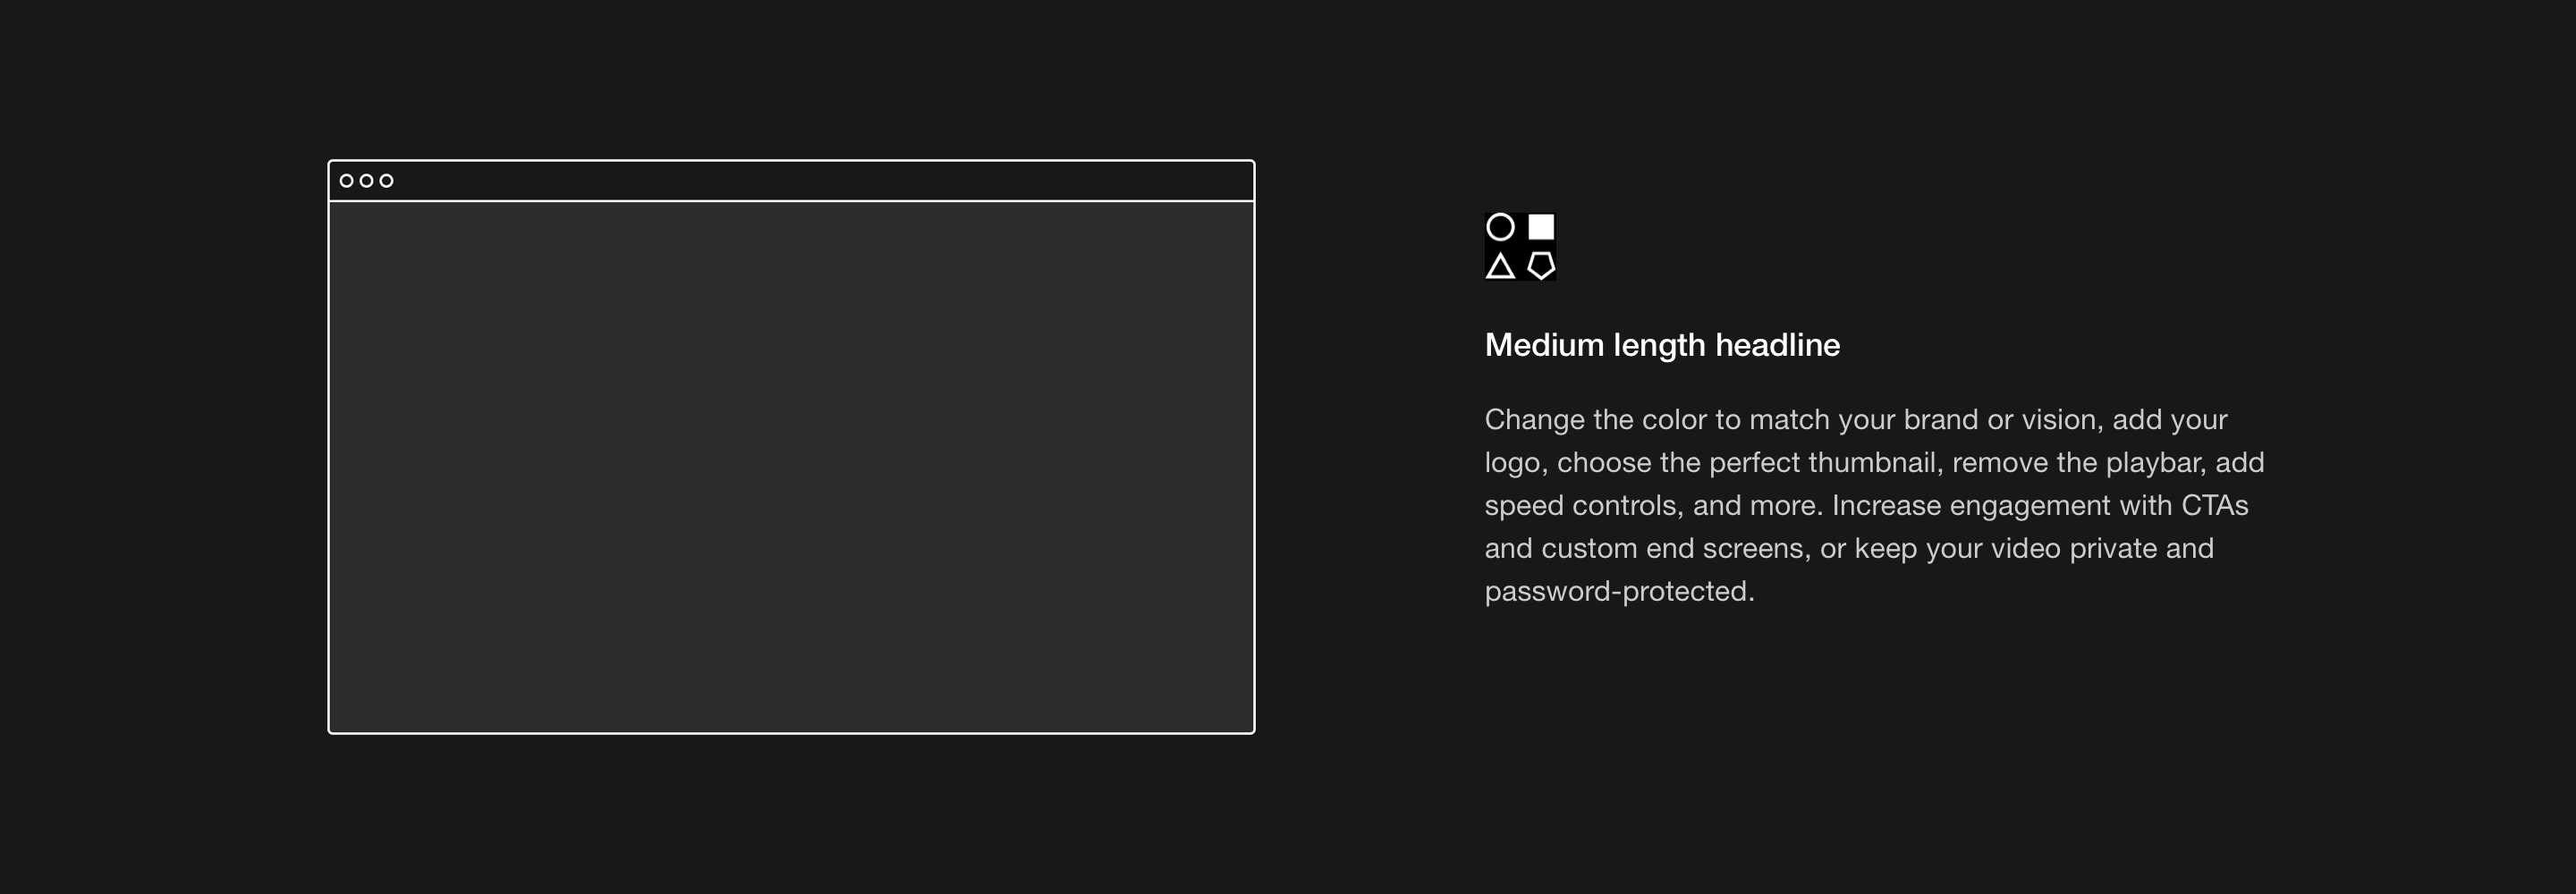 Medium length headline
Change the color to match your brand or vision, add your
logo, choose the perfect thumbnail, remove the playbar, add
speed controls, and more. Increase engagement with CTAs
and custom end screens, or keep your video private and
password-protected.